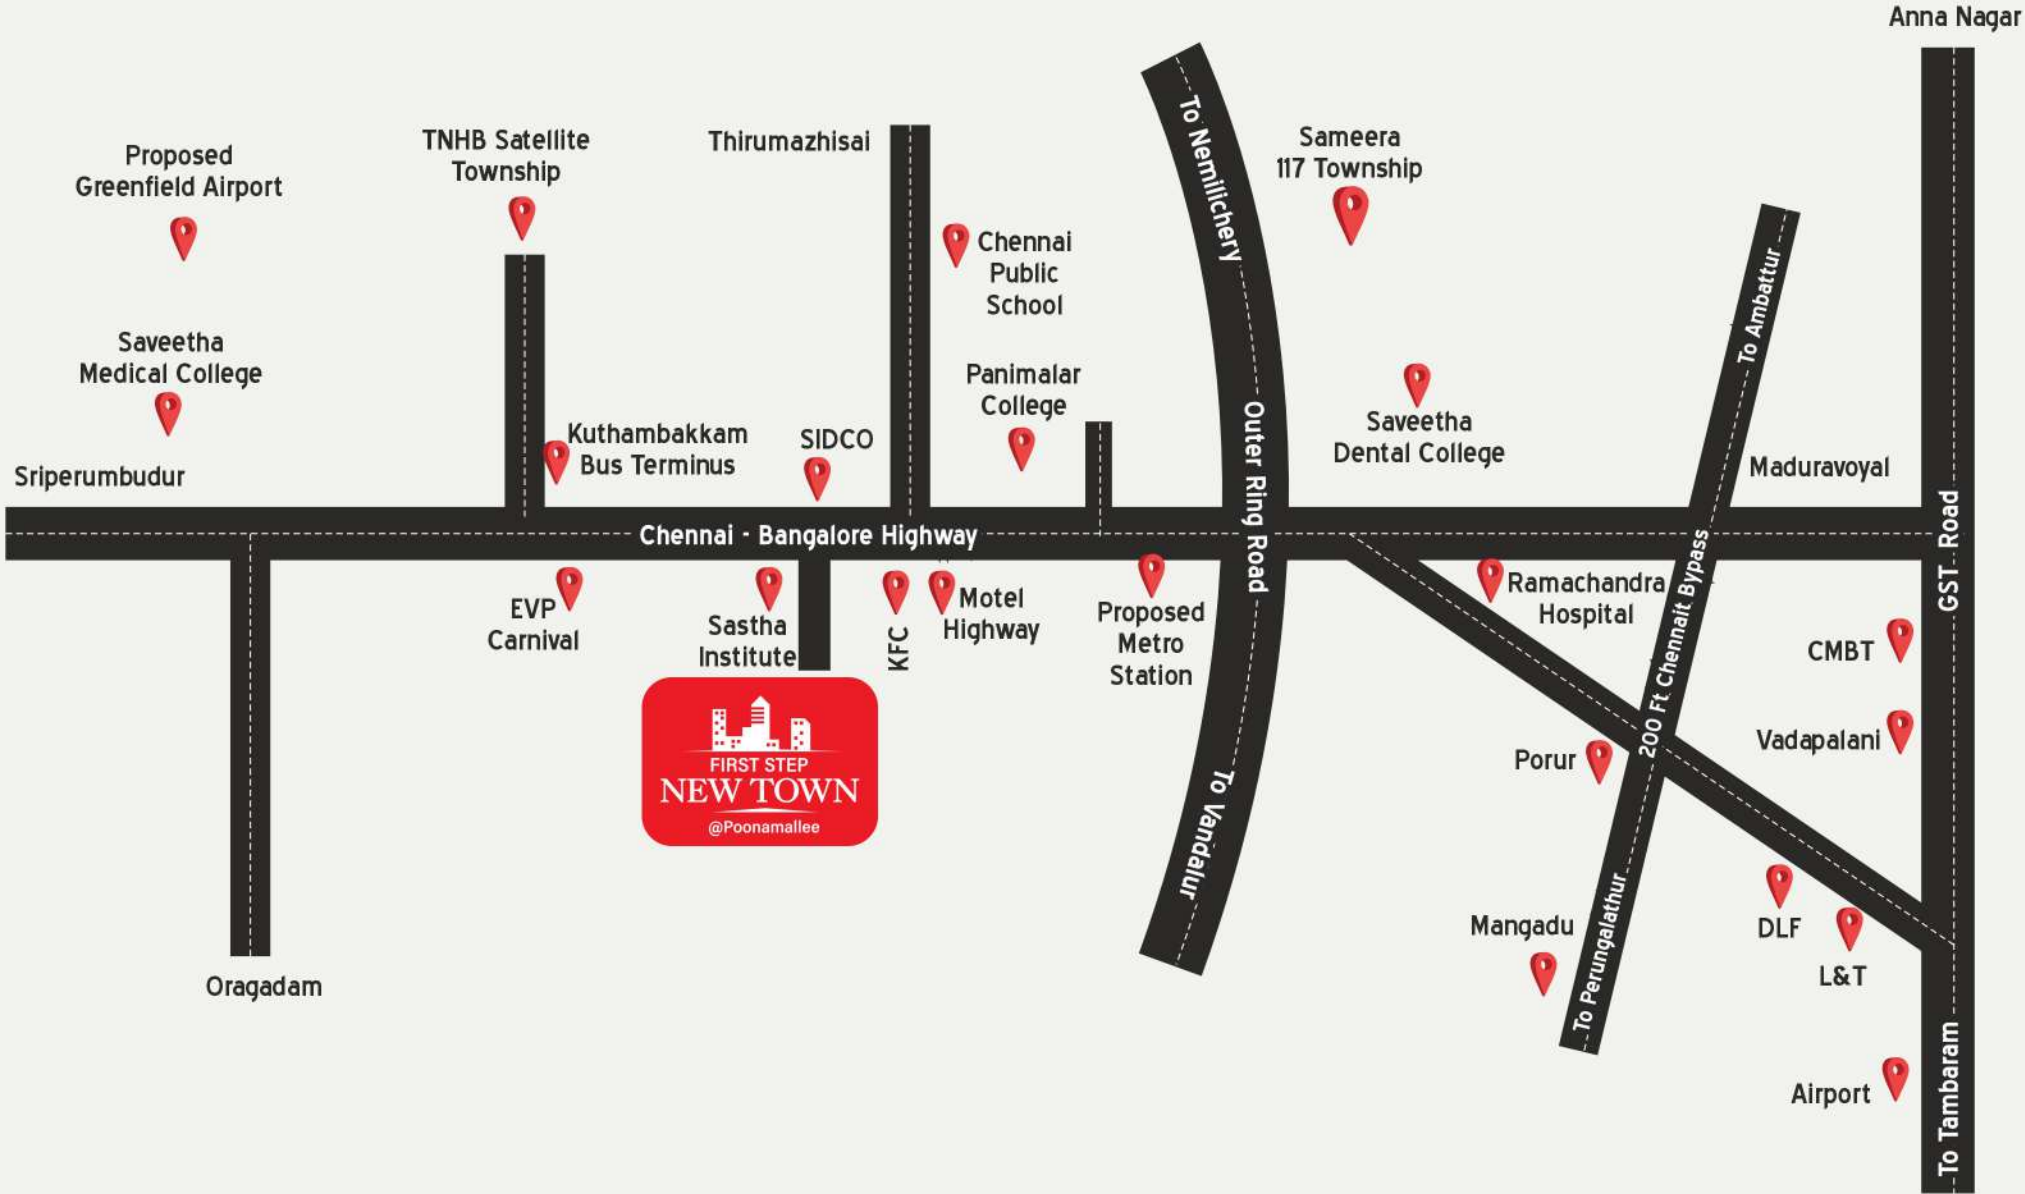 Anna Nagar
Proposed
Greenfield Airport
TNHB Satellite
Township
Thirumazhisai
To Nemilichery
Sameera
117 Township
Chennai
Public
School
To Ambattur
Saveetha
Medical College
Panimalar
College
Saveetha
Dental College
Kuthambakkam
Bus Terminus
SIDCO
Sriperumbudur
Maduravoyal
Chennai - Bangalore Highway
Outer Ring Road
GST Road
EVP
Carnival
Sastha
Institute
KFC
Motel
Highway
Proposed
Metro
Station
Ramachandra
Hospital
200 Ft Chennait Bypass
CMBT
Vadapalani
Porur
FIRST STEP
NEW TOWN
@Poonamallee
To Vandalur
Mangadu
To Perungalathur
DLF
L&T
Oragadam
Airport
To Tambaram